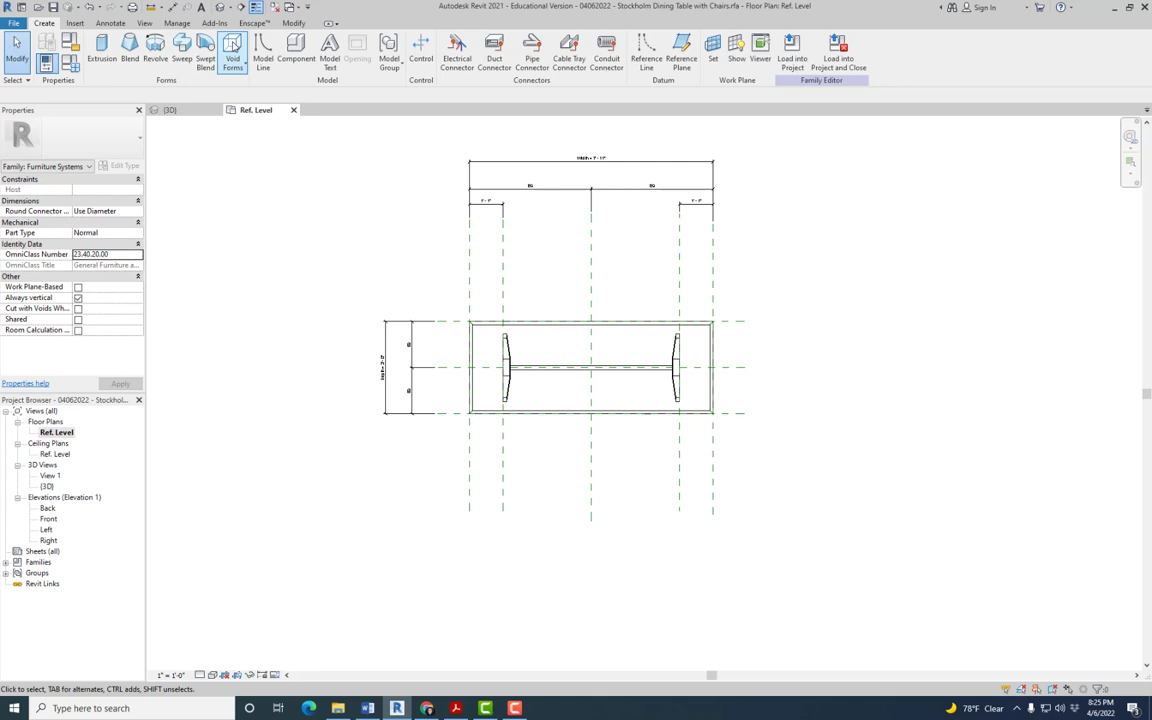 Autodesk Revit 2021 - Educational Version - 04062022 - Stockholm Dining Table with Chairs.rfa - Floor Plan: Ref. Level
Sign In
File Create Insert Annotate View Manage Add-Ins Enscape™ Modify
Modify Extrusion Blend Revolve Sweep Swept Blend Void Forms Model Line Component Model Text Opening Model Group Control Electrical Connector Duct Connector Pipe Connector Cable Tray Connector Conduit Connector Reference Line Reference Plane Set Show Viewer Load into Project Load into Project and Close
Select Properties Forms Model Control Connectors Datum Work Plane Family Editor
Properties
{3D} Ref. Level
Family: Furniture Systems Edit Type
Constraints
Host
Dimensions
Round Connector ... Use Diameter
Mechanical
Part Type Normal
Identity Data
OmniClass Number 23.40.20.00
OmniClass Title General Furniture a...
Other
Work Plane-Based
Always vertical
Cut with Voids Wh...
Shared
Room Calculation ...
Properties help Apply
Project Browser - 04062022 - Stockhol...
Views (all)
Floor Plans
Ref. Level
Ceiling Plans
Ref. Level
3D Views
View 1
{3D}
Elevations (Elevation 1)
Back
Front
Left
Right
Sheets (all)
Families
Groups
Revit Links
EQ EQ
EQ
EQ
1" = 1'-0"
Click to select, TAB for alternates, CTRL adds, SHIFT unselects.
:0
Type here to search
78°F Clear
8:25 PM
4/6/2022